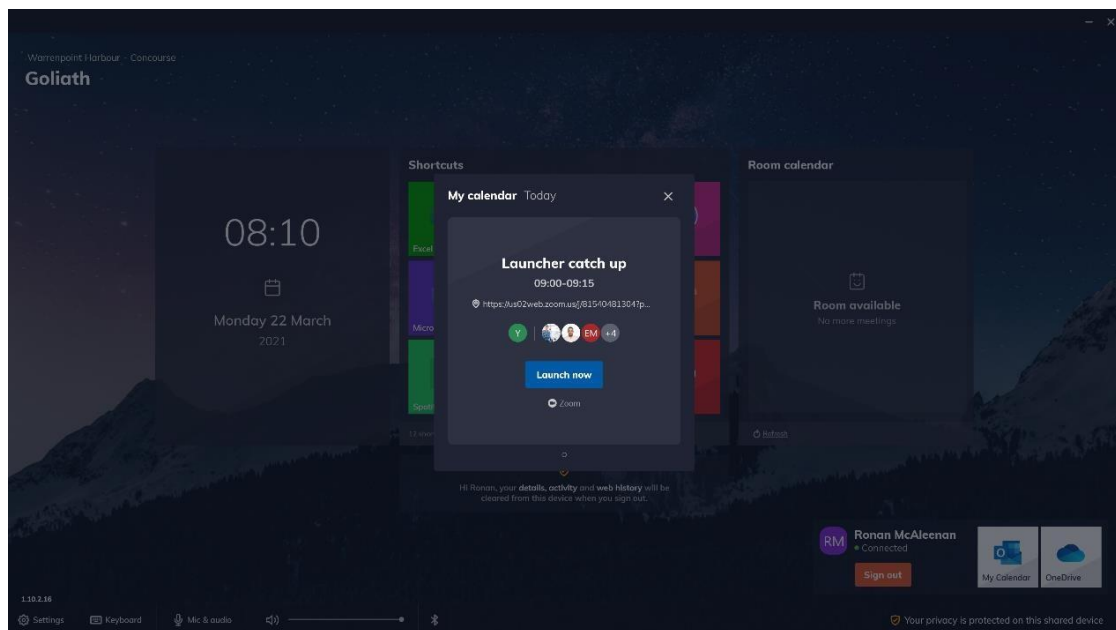 Warrenpoint Harbour - Concourse
Goliath
08:10
Monday 22 March
2021
Shortcuts
Excel
Micro
Spoti
My calendar Today
Launcher catch up
09:00-09:15
https://us02web.zoom.us/j/81540481304?p...
Y EM +4
Launch now
Zoom
Room calendar
Room available
No more meetings
Refresh
Hi Ronan, your details, activity and web history will be
cleared from this device when you sign out.
RM
Ronan McAleenan
Connected
Sign out
My Calendar
OneDrive
1.10.2.16
Settings
Keyboard
Mic & audio
Your privacy is protected on this shared device